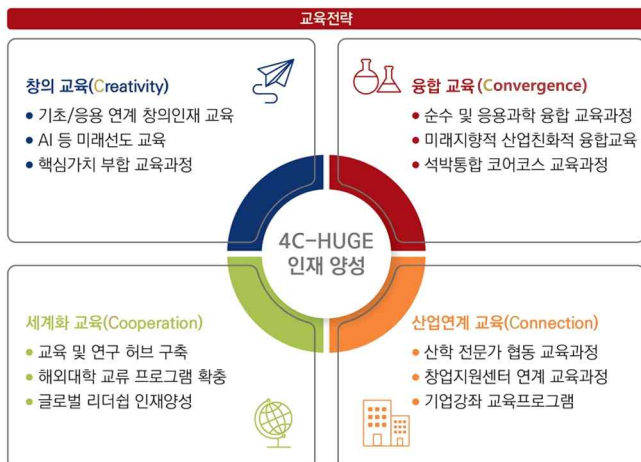 교육전략
창의 교육(Creativity)
• 기초/응용 연계 창의인재 교육
• AI 등 미래선도 교육
• 핵심가치 부합 교육과정
융합 교육(Convergence)
• 순수 및 응용과학 융합 교육과정
• 미래지향적 산업친화적 융합교육
• 석박통합 코어코스 교육과정
4C-HUGE
인재 양성
세계화 교육(Cooperation)
• 교육 및 연구 허브 구축
• 해외대학 교류 프로그램 확충
• 글로벌 리더쉽 인재양성
산업연계 교육(Connection)
• 산학 전문가 협동 교육과정
• 창업지원센터 연계 교육과정
• 기업강좌 교육프로그램